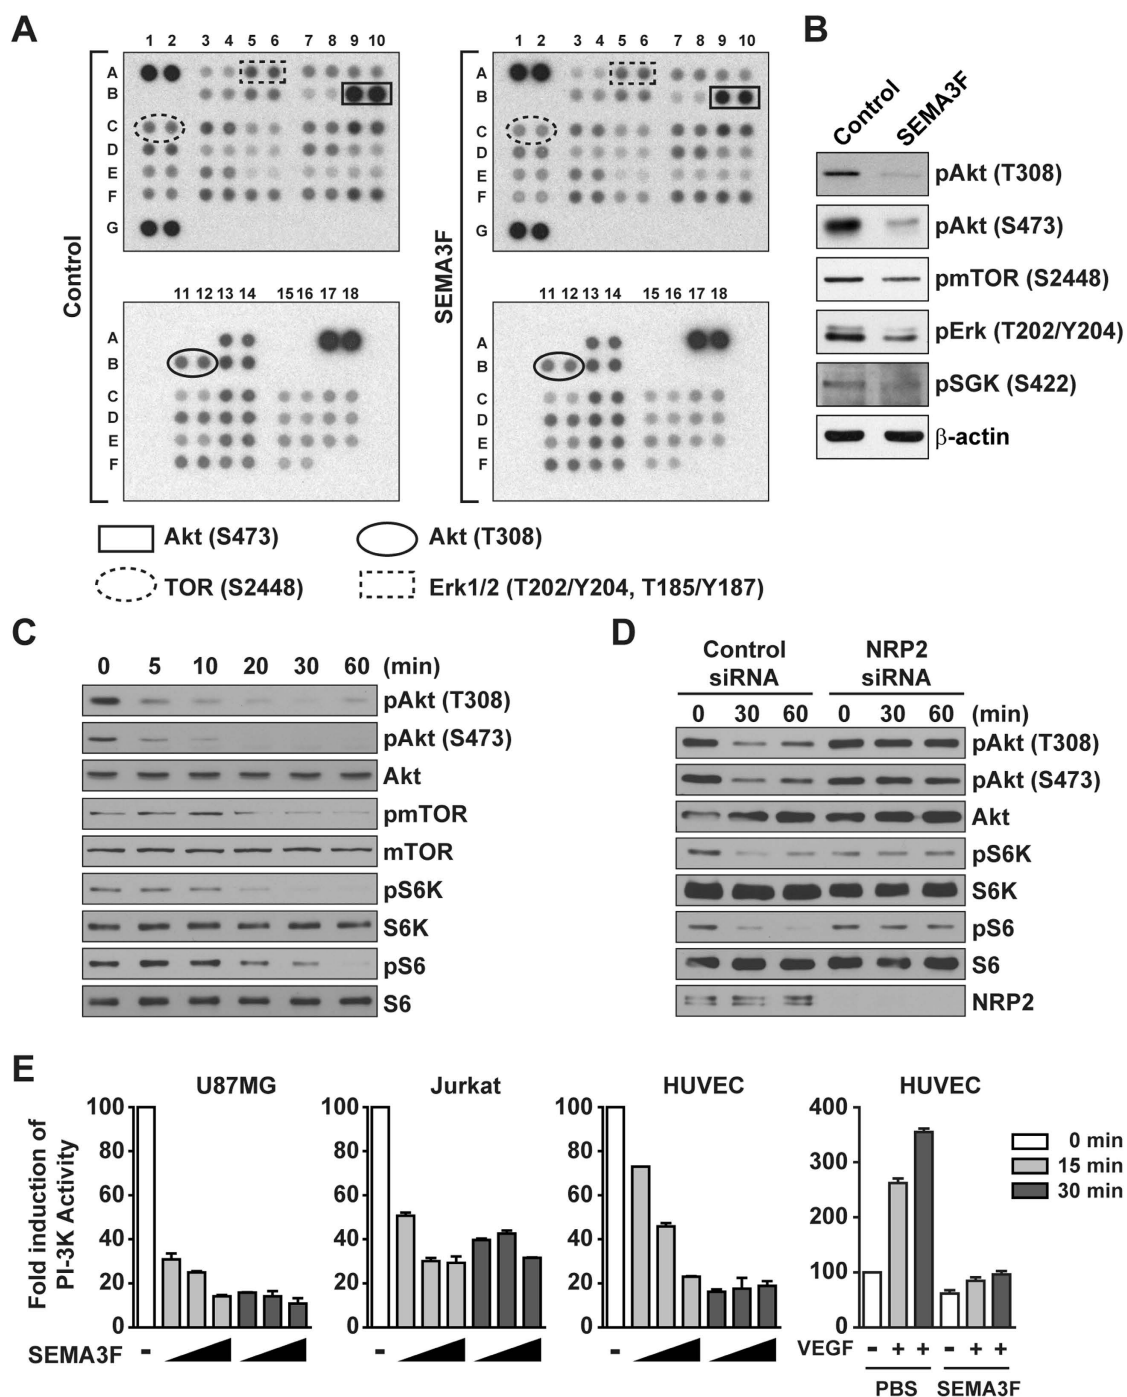 A
1 2 3 4 5 6 7 8 9 10
A
B
C
D
E
F
G
11 12 13 14 15 16 17 18
A
B
C
D
E
F
Control
1 2 3 4 5 6 7 8 9 10
A
B
C
D
E
F
G
11 12 13 14 15 16 17 18
A
B
C
D
E
F
SEMA3F
Akt (S473)
Akt (T308)
TOR (S2448)
Erk1/2 (T202/Y204, T185/Y187)
B
Control SEMA3F
pAkt (T308)
pAkt (S473)
pmTOR (S2448)
pErk (T202/Y204)
pSGK (S422)
β-actin
C
0 5 10 20 30 60 (min)
pAkt (T308)
pAkt (S473)
Akt
pmTOR
mTOR
pS6K
S6K
pS6
S6
D
Control siRNA
NRP2 siRNA
0 30 60 0 30 60 (min)
pAkt (T308)
pAkt (S473)
Akt
pS6K
S6K
pS6
S6
NRP2
E
Fold induction of
PI-3K Activity
U87MG
100
80
60
40
20
0
SEMA3F -
Jurkat
100
80
60
40
20
0
-
HUVEC
100
80
60
40
20
0
-
HUVEC
400
300
200
100
0
VEGF - + + - + +
PBS SEMA3F
0 min
15 min
30 min